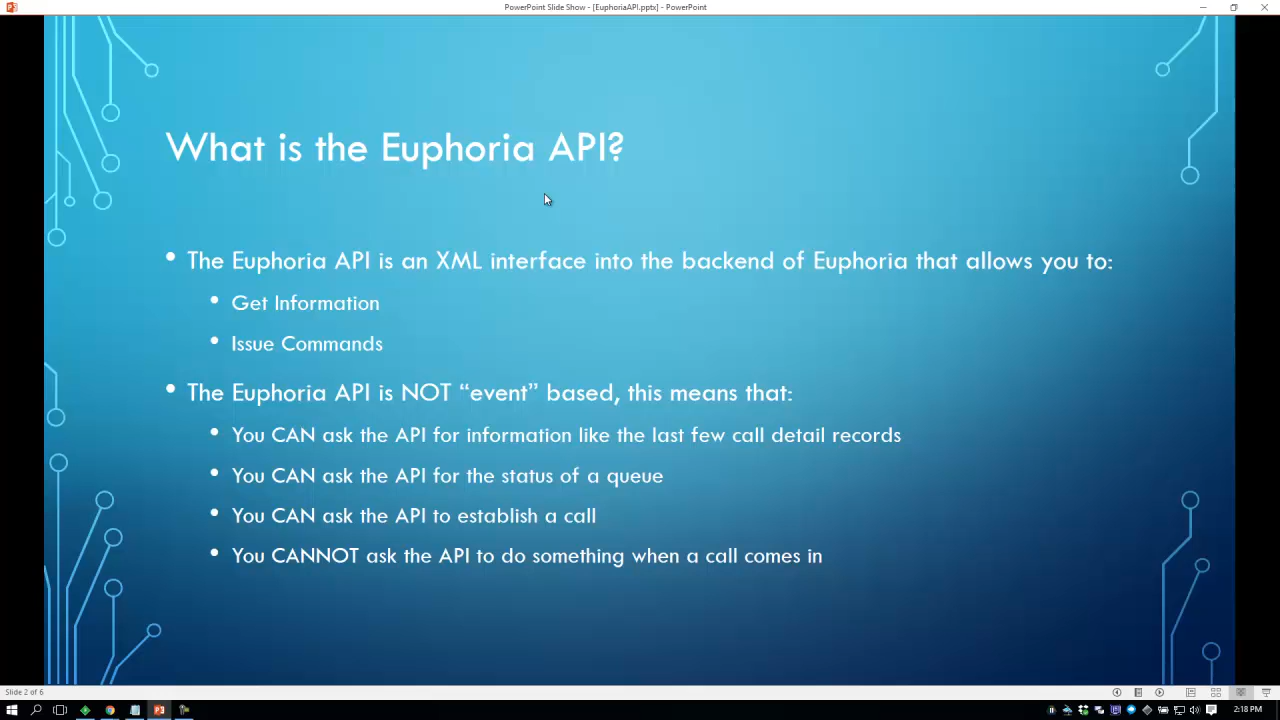 PowerPoint Slide Show - [EuphoriaAPI.pptx] - PowerPoint
What is the Euphoria API?
• The Euphoria API is an XML interface into the backend of Euphoria that allows you to:
• Get Information
• Issue Commands
• The Euphoria API is NOT “event” based, this means that:
• You CAN ask the API for information like the last few call detail records
• You CAN ask the API for the status of a queue
• You CAN ask the API to establish a call
• You CANNOT ask the API to do something when a call comes in
Slide 2 of 6
2:18 PM